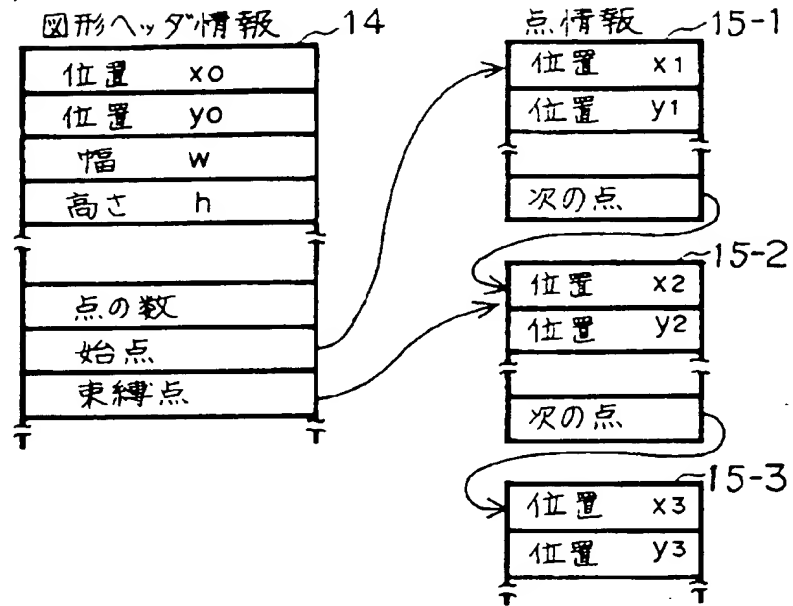 図形ヘッダ情報 14
位置 x0
位置 y0
幅 w
高さ h
点の数
始点
束縛点
点情報 15-1
位置 x1
位置 y1
次の点
15-2
位置 x2
位置 y2
次の点
15-3
位置 x3
位置 y3